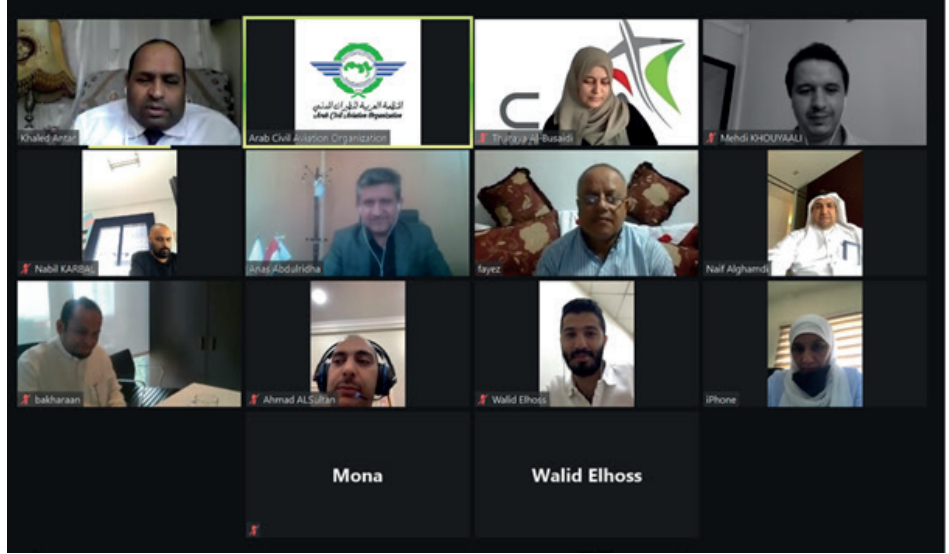 Khaled Antar
المنظمة العربية للطيران المدني
Arab Civil Aviation Organization
Arab Civil Aviation Organization
Thuraya Al-Busaidi
Mehdi KHOUYAALI
Nabil KARBAL
Anas Abdulridha
fayez
Naif Alghamdi
bakharaan
Ahmad ALSultan
Walid Elhoss
iPhone
Mona
Walid Elhoss